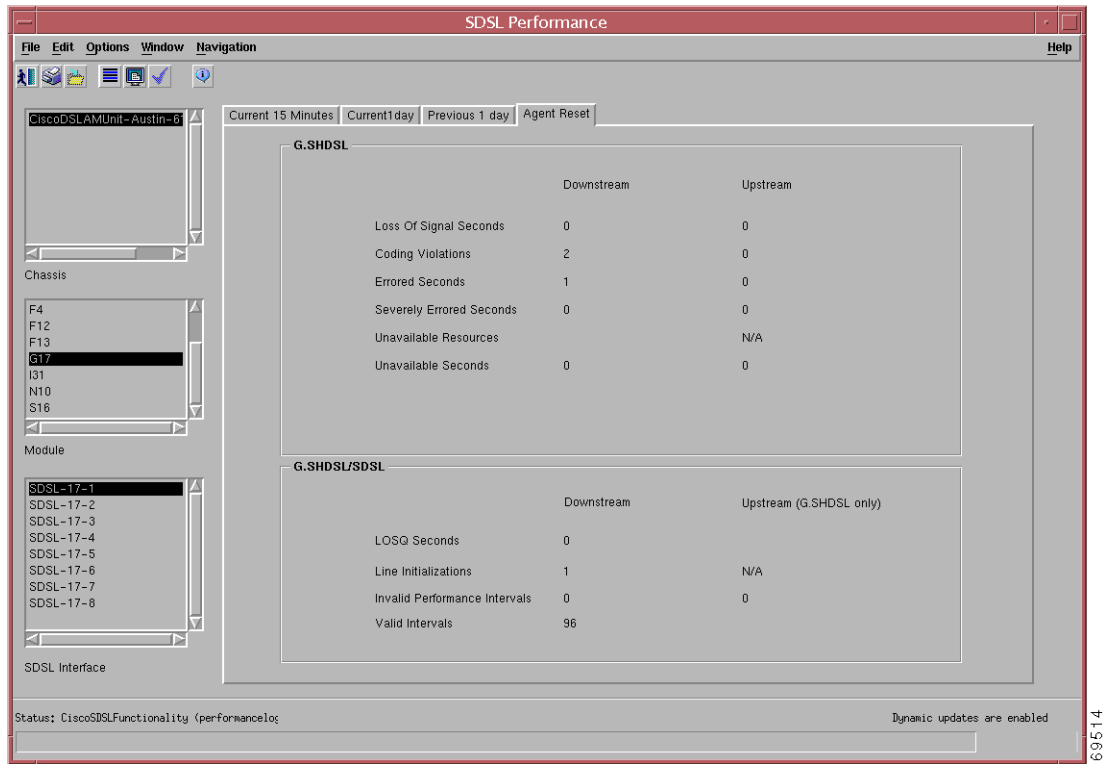 SDSL Performance
File Edit Options Window Navigation Help
CiscoDSLAMUnit-Austin-61
Chassis
F4
F12
F13
G17
I31
N10
S16
Module
SDSL-17-1
SDSL-17-2
SDSL-17-3
SDSL-17-4
SDSL-17-5
SDSL-17-6
SDSL-17-7
SDSL-17-8
SDSL Interface
Current 15 Minutes Current1day Previous 1 day Agent Reset
G.SHDSL
Downstream Upstream
Loss Of Signal Seconds 0 0
Coding Violations 2 0
Errored Seconds 1 0
Severely Errored Seconds 0 0
Unavailable Resources N/A
Unavailable Seconds 0 0
G.SHDSL/SDSL
Downstream Upstream (G.SHDSL only)
LOSQ Seconds 0
Line Initializations 1 N/A
Invalid Performance Intervals 0 0
Valid Intervals 96
Status: CiscoSDSLFunctionality (performancelog Dynamic updates are enabled
69514